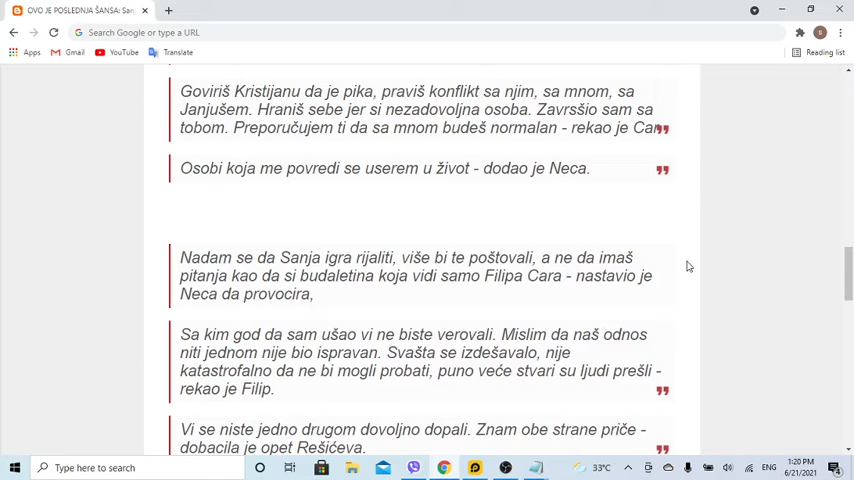 OVO JE POSLEDNJA ŠANSA: Sanj
Search Google or type a URL
Apps Gmail YouTube Translate Reading list
Goviriš Kristijanu da je pika, praviš konflikt sa njim, sa mnom, sa
Janjušem. Hraniš sebe jer si nezadovoljna osoba. Zavrsšio sam sa
tobom. Preporučujem ti da sa mnom budeš normalan - rekao je Car.
Osobi koja me povredi se userem u život - dodao je Neca.
Nadam se da Sanja igra rijaliti, više bi te poštovali, a ne da imaš
pitanja kao da si budaletina koja vidi samo Filipa Cara - nastavio je
Neca da provocira,
Sa kim god da sam ušao vi ne biste verovali. Mislim da naš odnos
niti jednom nije bio ispravan. Svašta se izdešavalo, nije
katastrofalno da ne bi mogli probati, puno veće stvari su ljudi prešli -
rekao je Filip.
Vi se niste jedno drugom dovoljno dopali. Znam obe strane priče -
dobacila je opet Rešićeva.
Type here to search
33°C
ENG
1:20 PM
6/21/2021
4